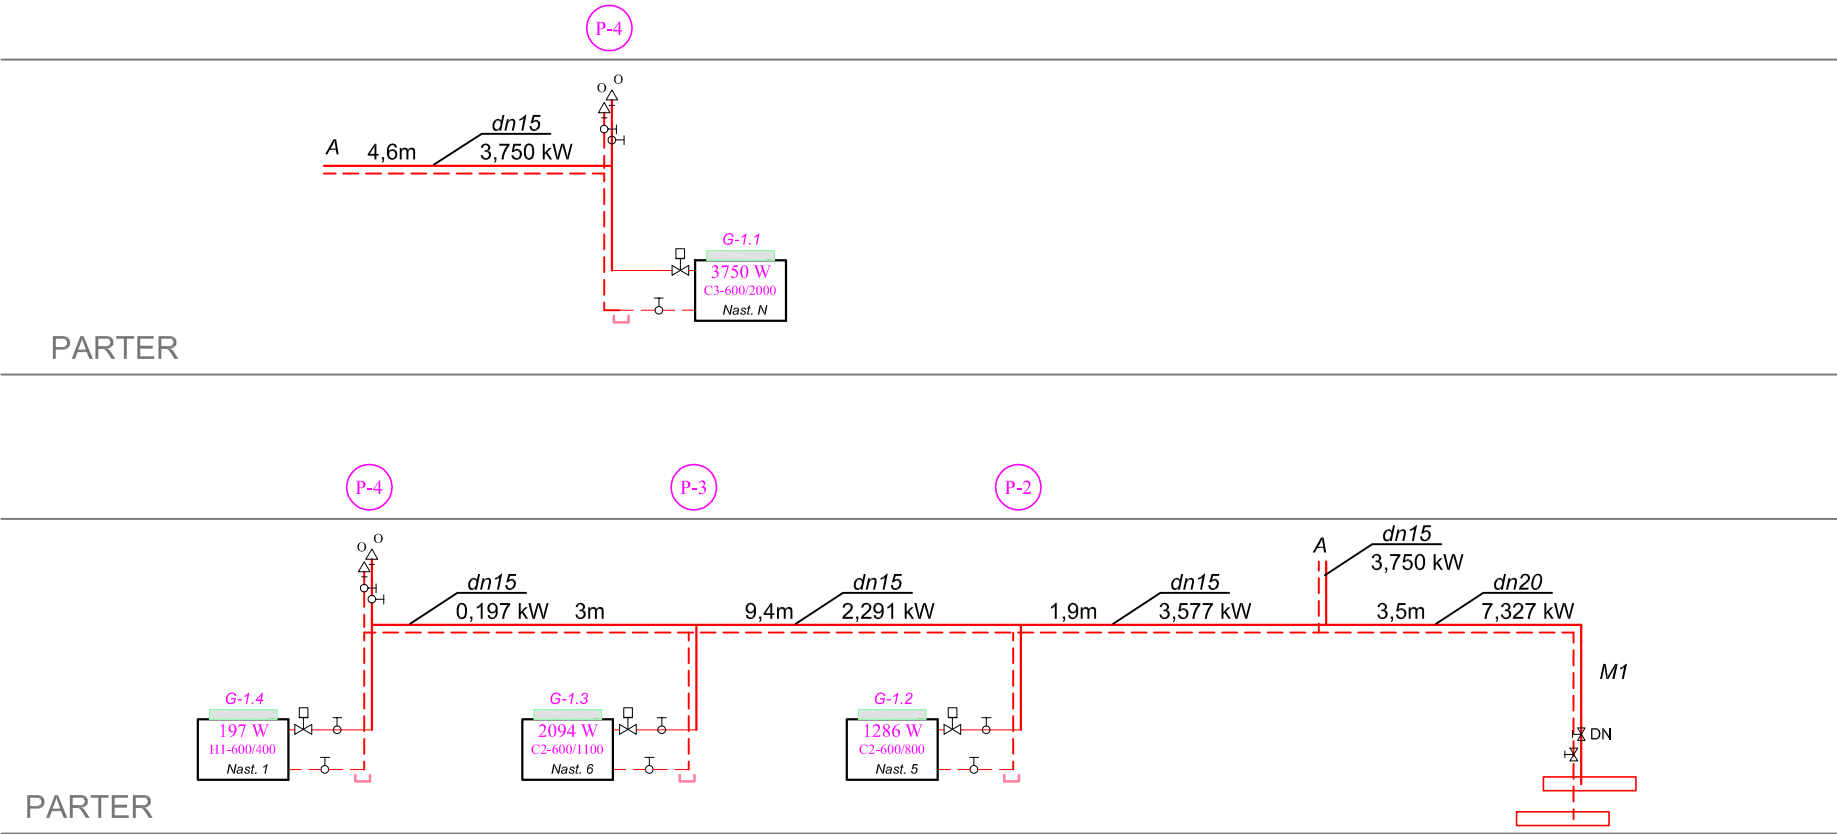 P-4
O O
dn15
A 4,6m 3,750 kW
G-1.1
3750 W
C3-600/2000
Nast. N
PARTER
P-4 P-3 P-2
O O
A
dn15
3,750 kW
dn15 dn15 dn15 dn20
0,197 kW 3m 9,4m 2,291 kW 1,9m 3,577 kW 3,5m 7,327 kW
M1
G-1.4 G-1.3 G-1.2
197 W 2094 W 1286 W
DN
H1-600/400 C2-600/1100 C2-600/800
Nast. 1 Nast. 6 Nast. 5
PARTER